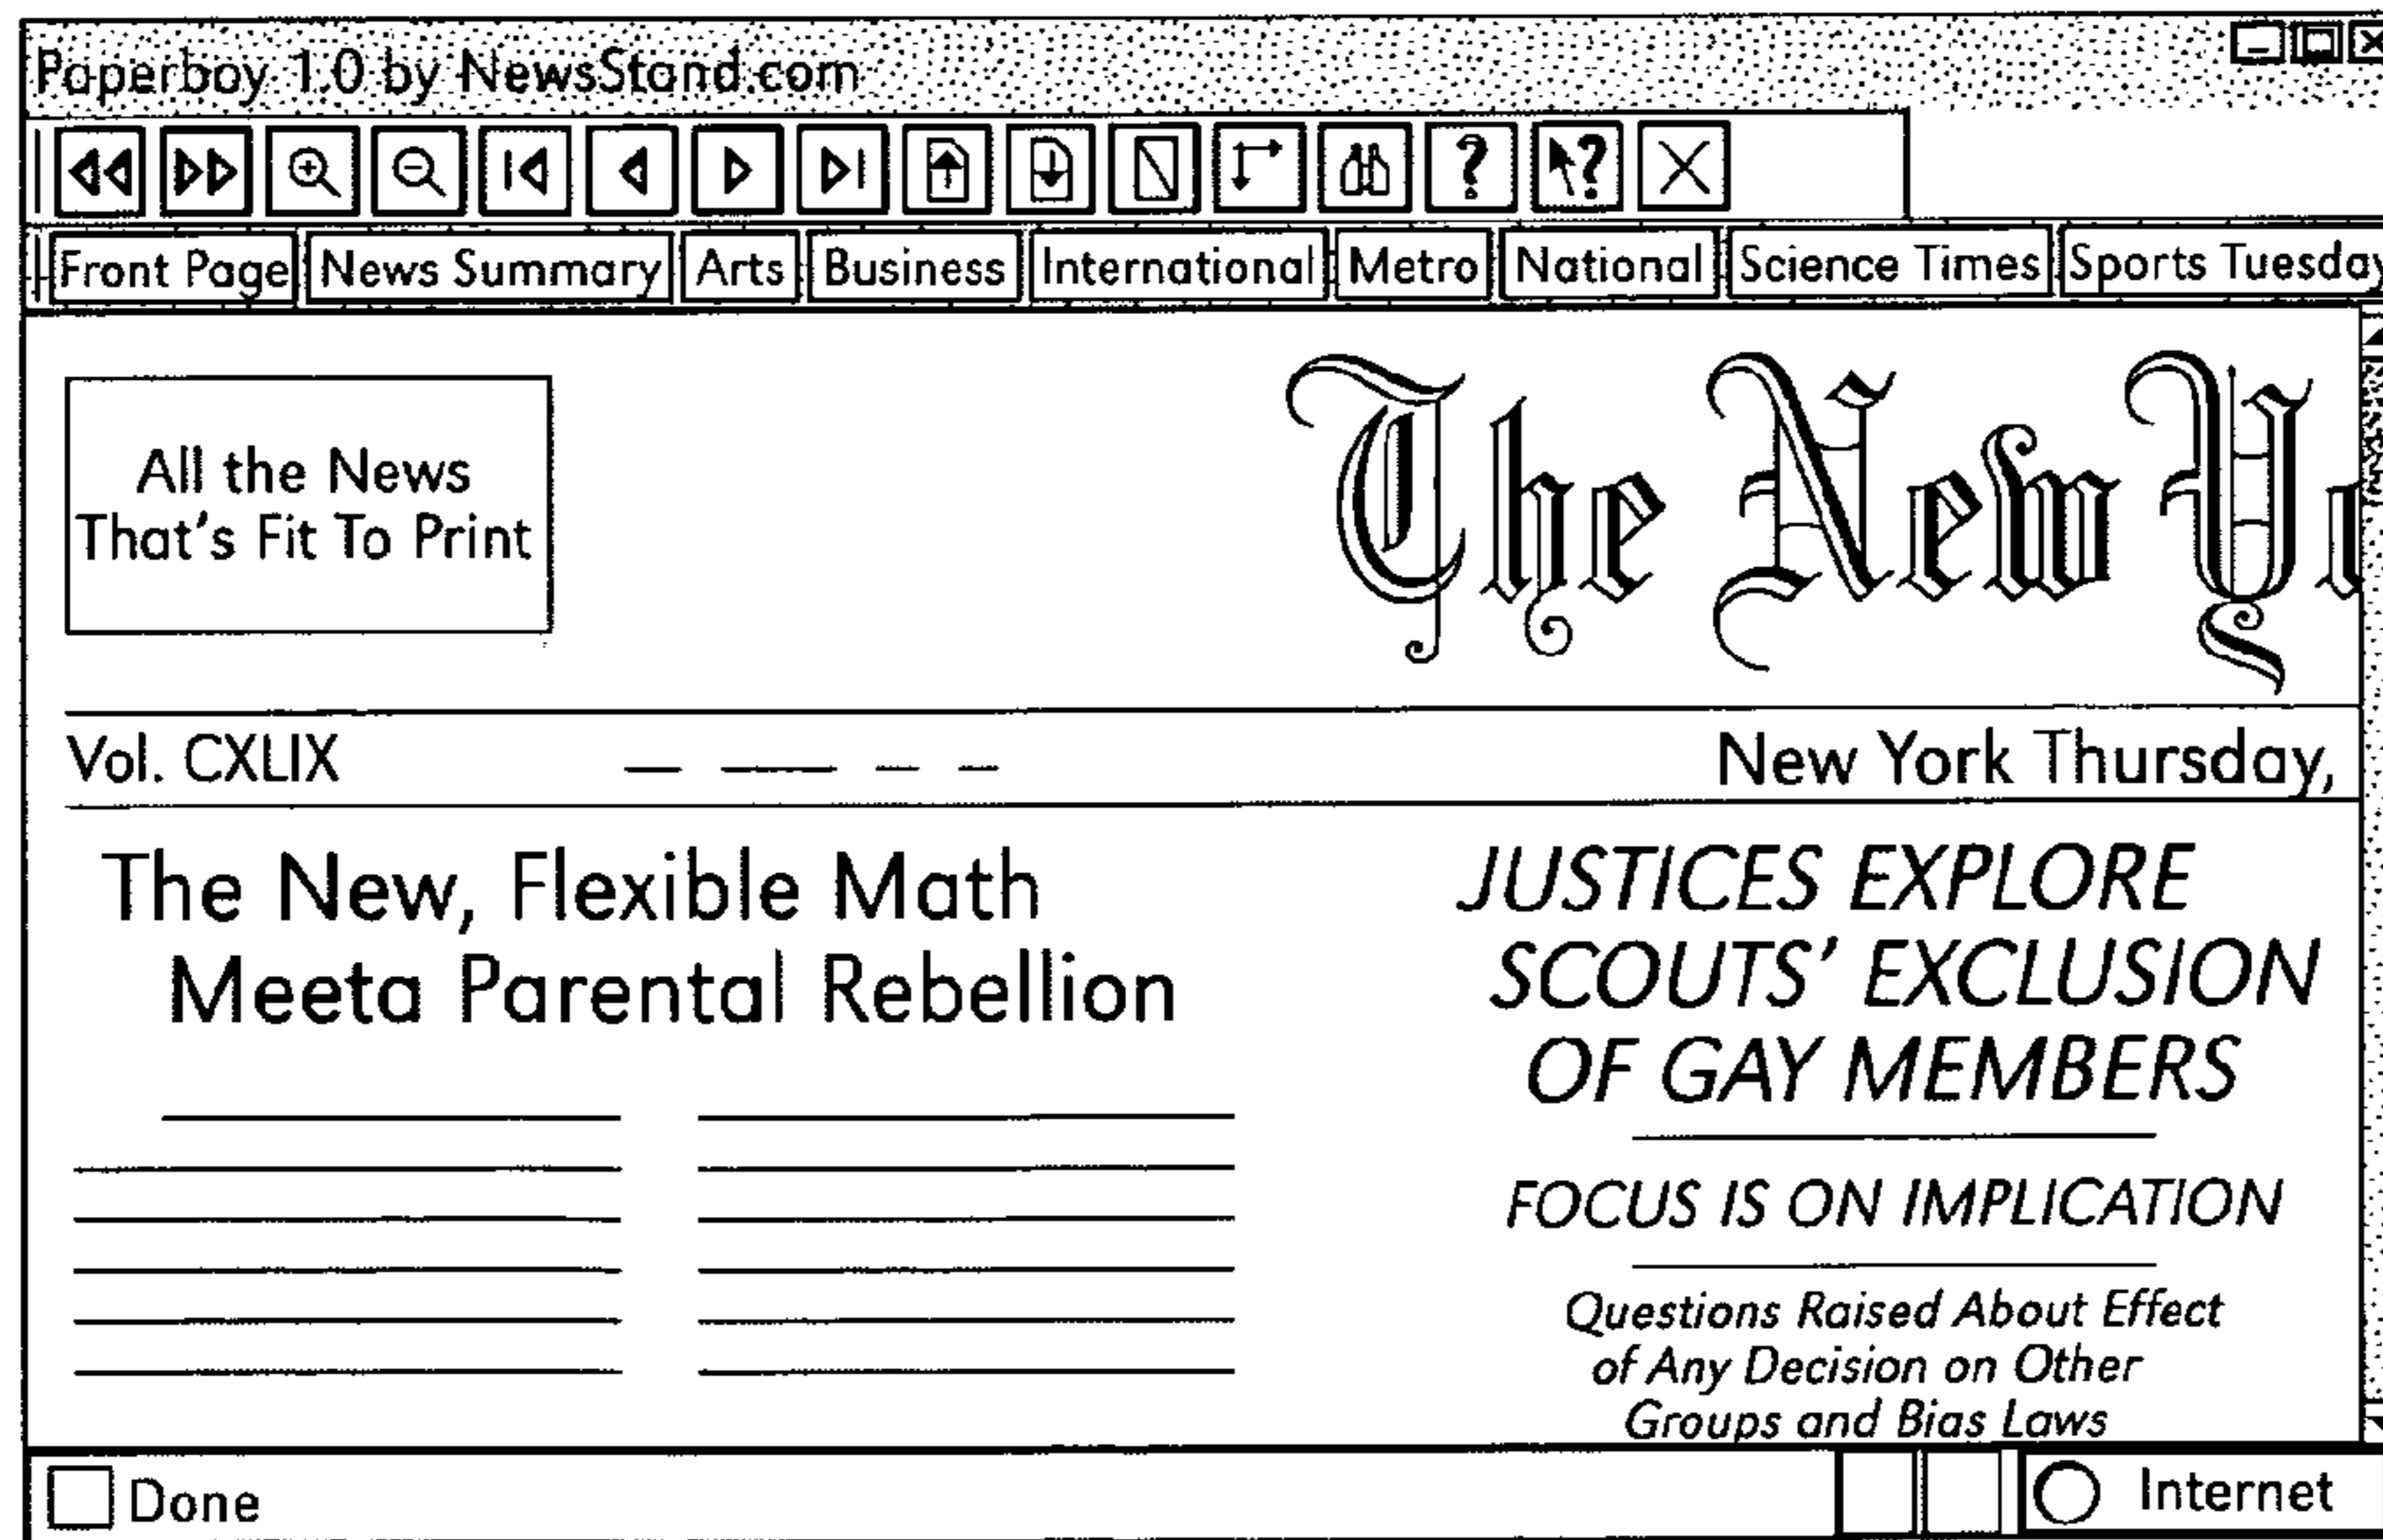 Paperboy 1.0 by NewsStand.com
Front Page News Summary Arts Business International Metro National Science Times Sports Tuesday
All the News
That's Fit To Print
The New Yo
Vol. CXLIX
New York Thursday,
The New, Flexible Math
Meeta Parental Rebellion
JUSTICES EXPLORE
SCOUTS' EXCLUSION
OF GAY MEMBERS
FOCUS IS ON IMPLICATION
Questions Raised About Effect
of Any Decision on Other
Groups and Bias Laws
Done
Internet